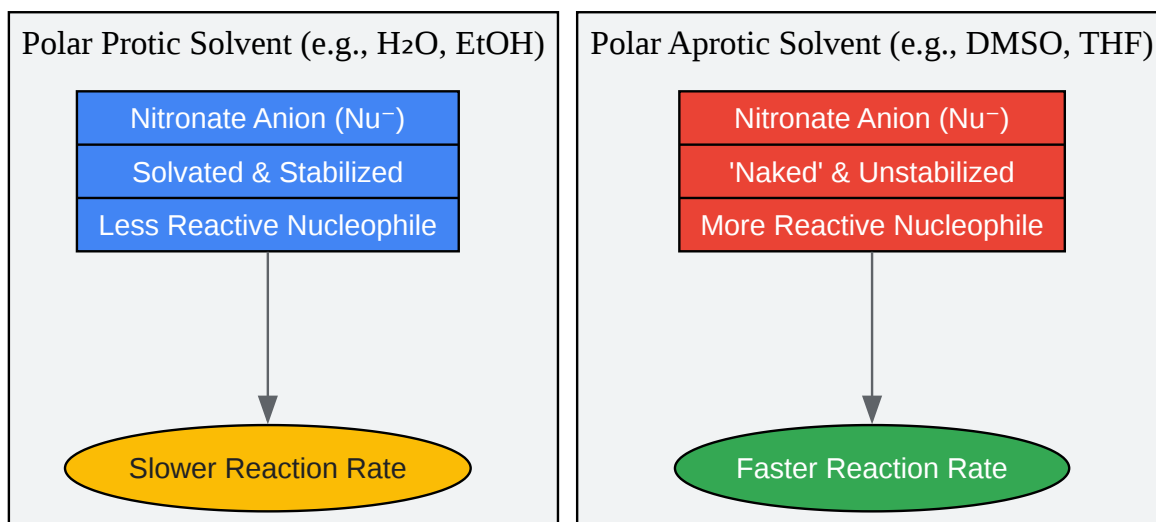 Polar Protic Solvent (e.g., H₂O, EtOH)
Nitronate Anion (Nu⁻)
Solvated & Stabilized
Less Reactive Nucleophile
Slower Reaction Rate
Polar Aprotic Solvent (e.g., DMSO, THF)
Nitronate Anion (Nu⁻)
'Naked' & Unstabilized
More Reactive Nucleophile
Faster Reaction Rate